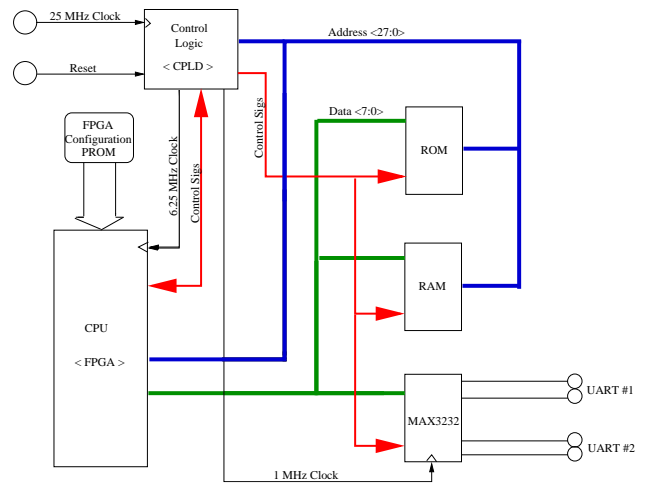 25 MHz Clock
Reset
Control
Logic
< CPLD >
Address <27:0>
Data <7:0>
Control Sigs
FPGA
Configuration
PROM
6.25 MHz Clock
Control Sigs
ROM
RAM
CPU
< FPGA >
MAX3232
UART #1
UART #2
1 MHz Clock